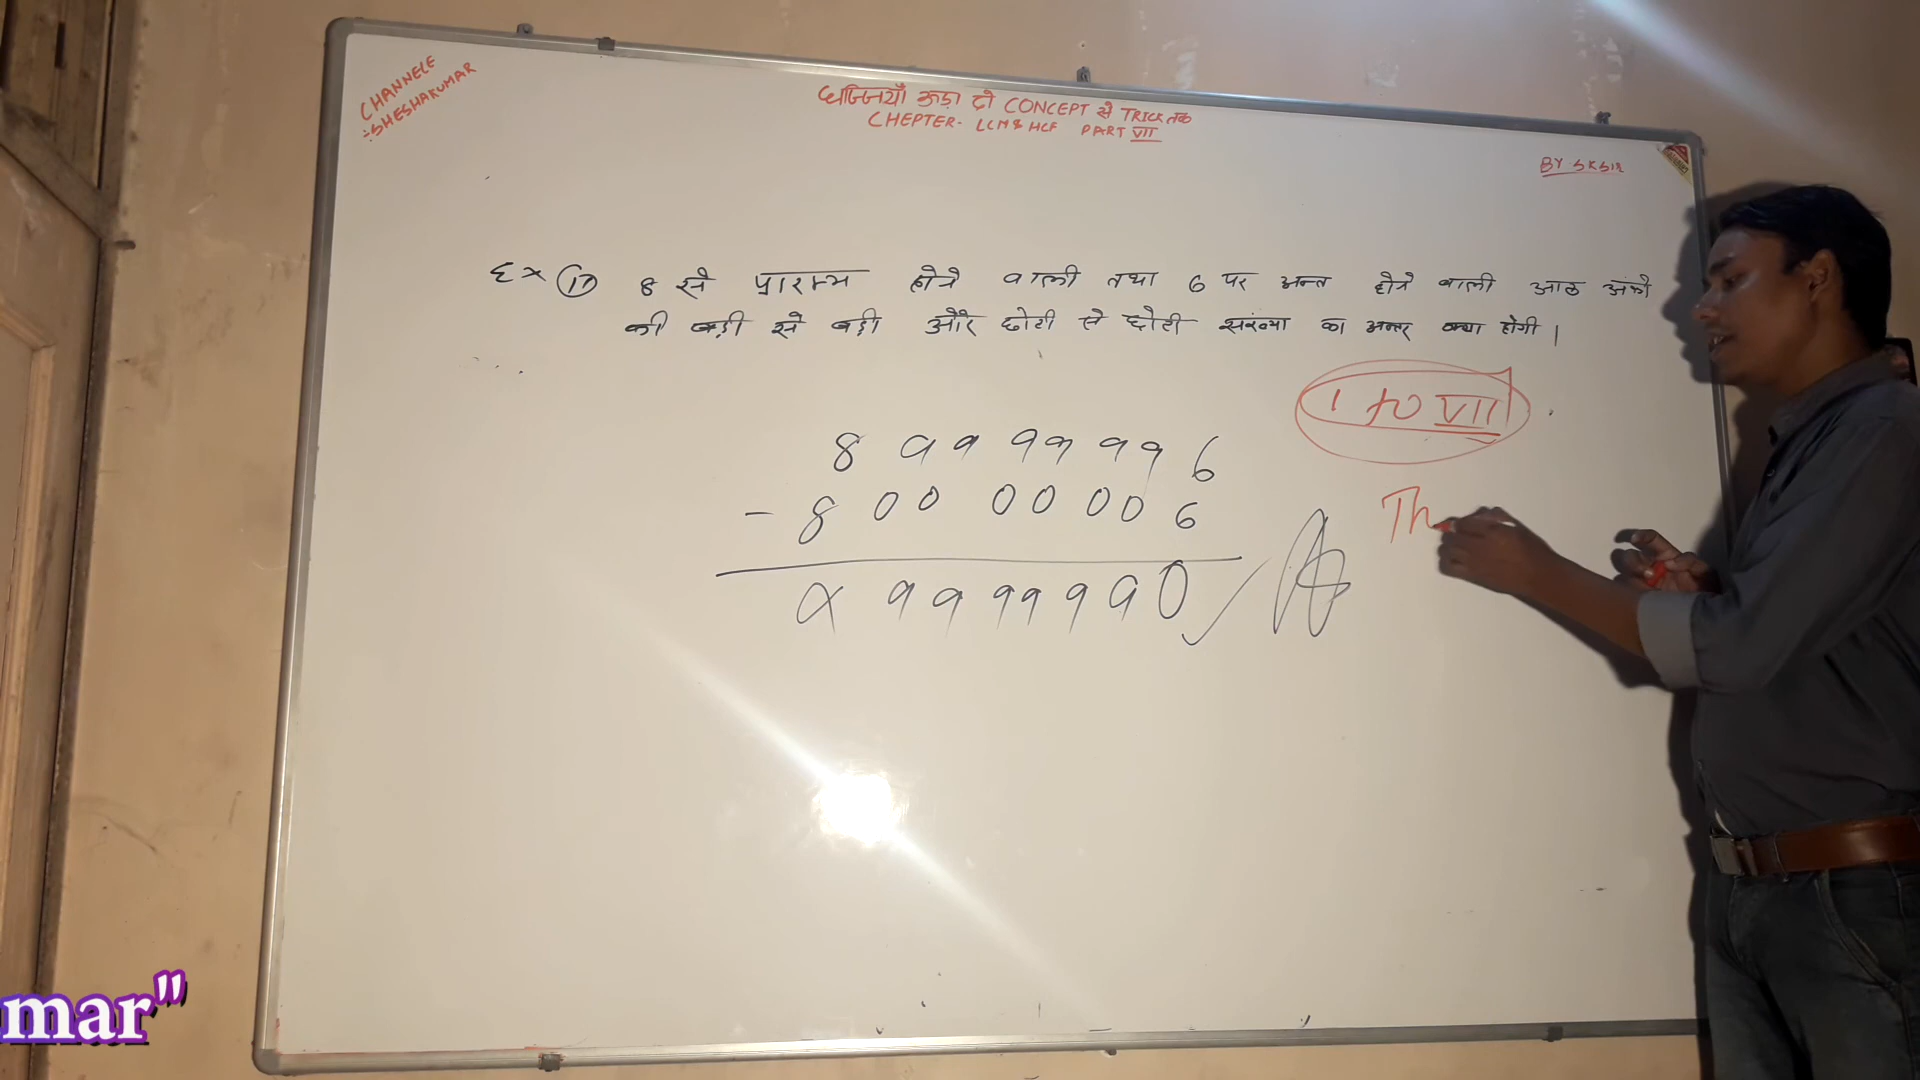 CHANNELE
:-SHESHAKUMAR
धज्जियाँ उड़ा दो CONCEPT से TRICK तक
CHEPTER- LCM & HCF PART VII
BY SKSIR
Ex 17 8 से प्रारम्भ होने वाली तथा 6 पर अन्त होने वाली आठ अंको
की बड़ी से बड़ी और छोटी से छोटी संख्या का अन्तर क्या होगी |
1 to VII
8 9 9 9 9 9 9 6
- 8 0 0 0 0 0 0 6
9 9 9 9 9 9 0
Th
mar"